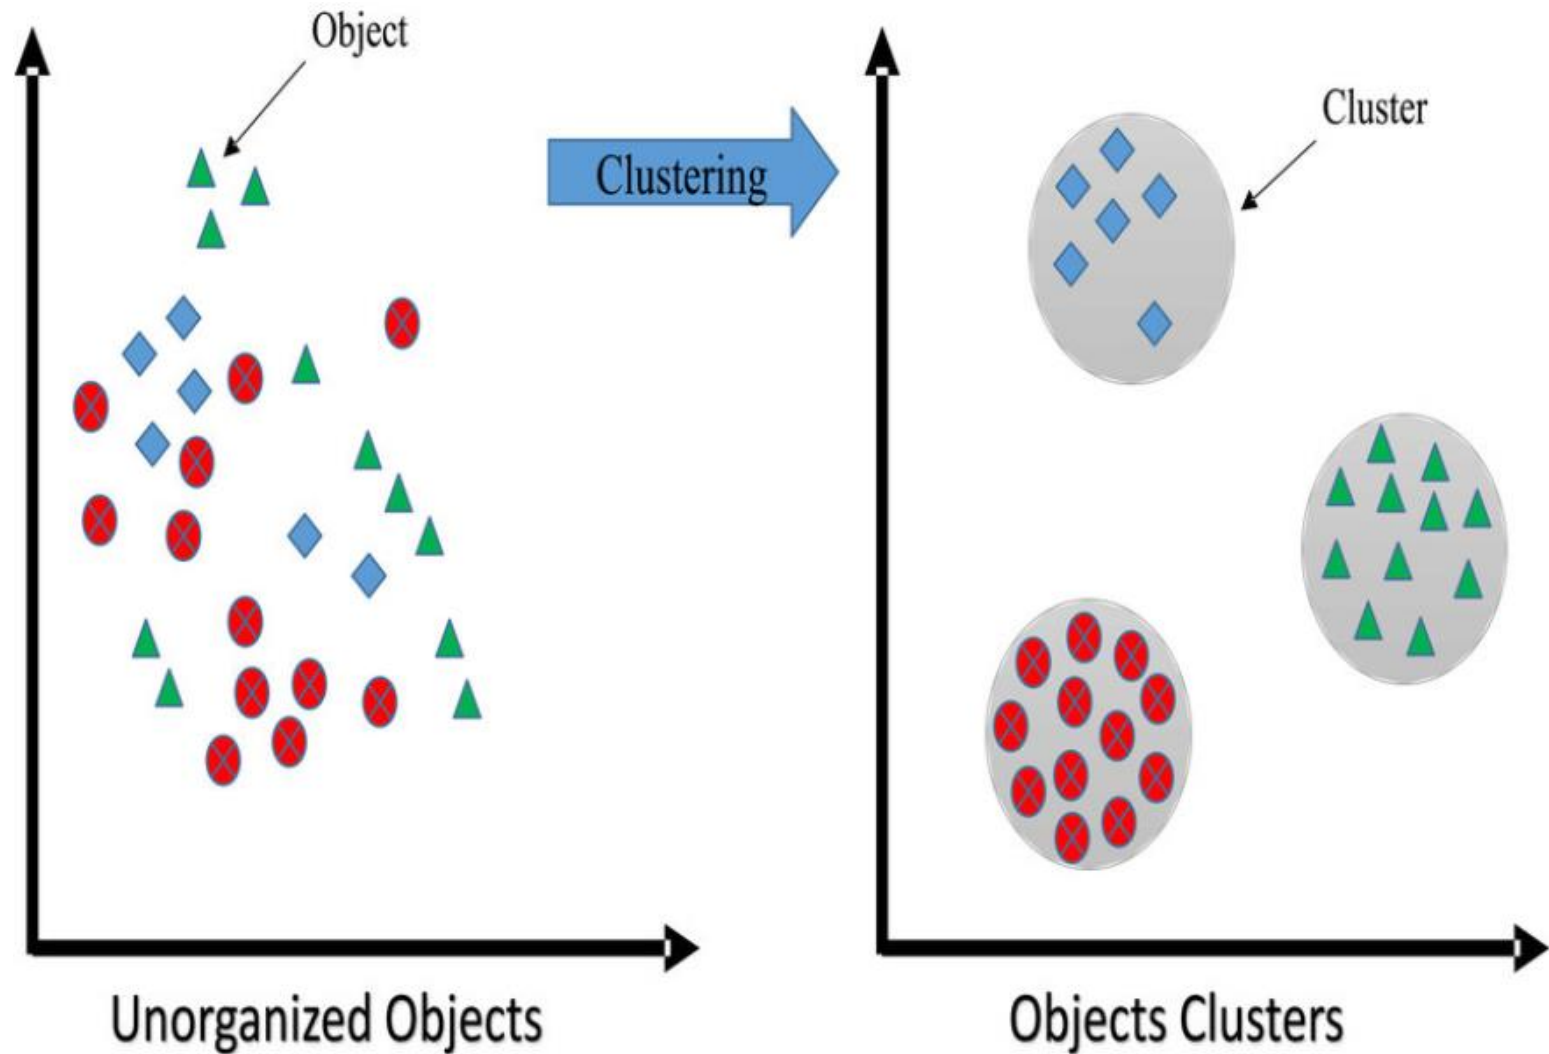 Object
Clustering
Cluster
Unorganized Objects
Objects Clusters